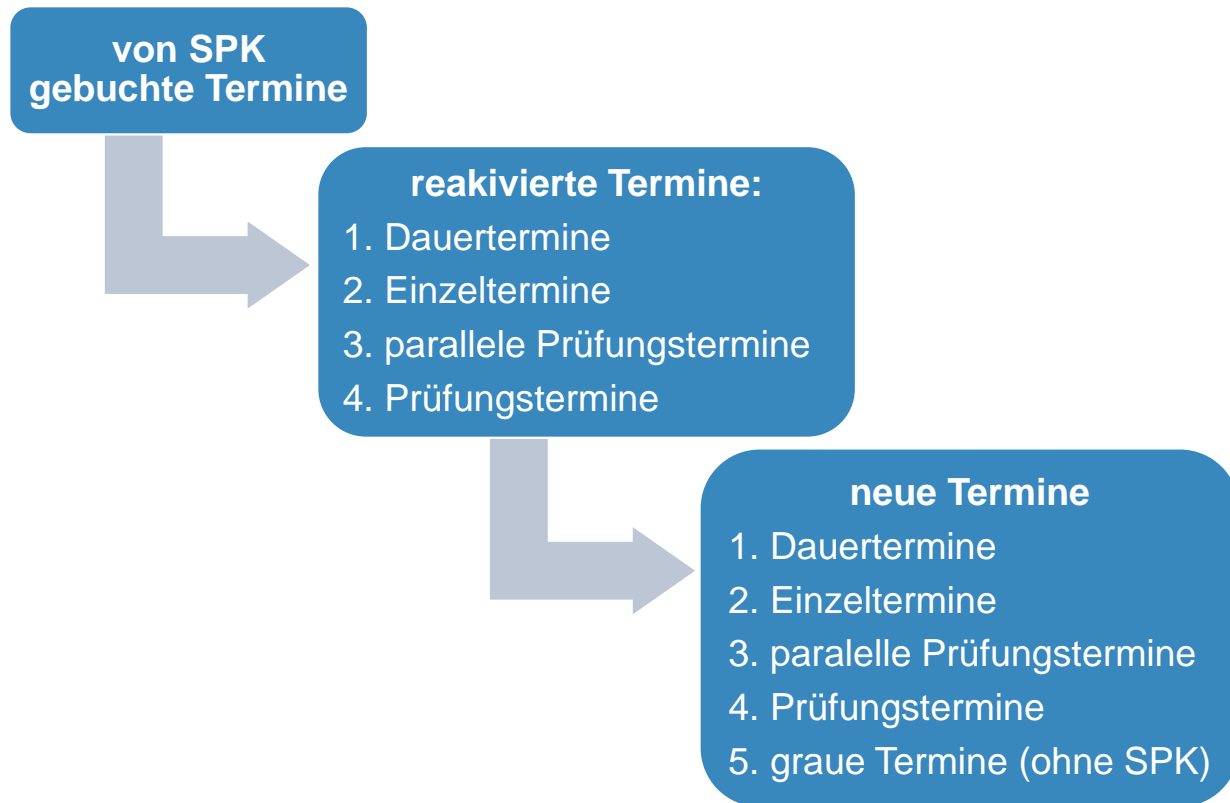 von SPK
gebuchte Termine
reakivierte Termine:
1. Dauertermine
2. Einzeltermine
3. parallele Prüfungstermine
4. Prüfungstermine
neue Termine
1. Dauertermine
2. Einzeltermine
3. paralelle Prüfungstermine
4. Prüfungstermine
5. graue Termine (ohne SPK)